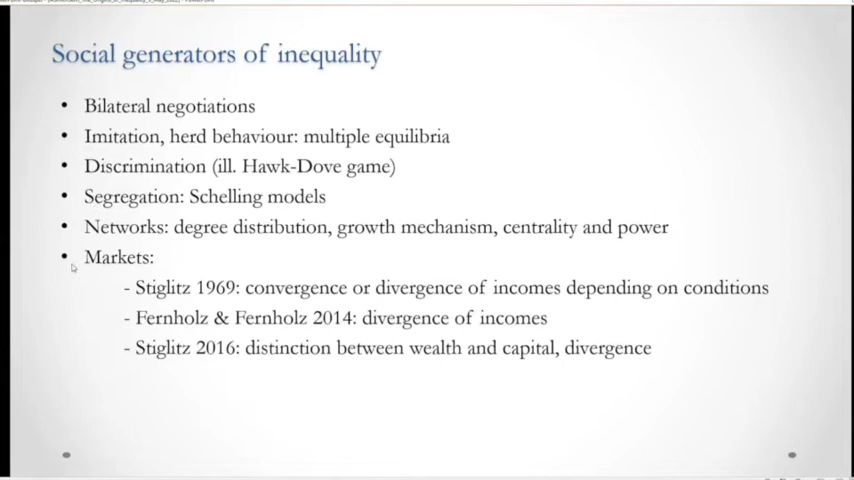 Social generators of inequality
• Bilateral negotiations
• Imitation, herd behaviour: multiple equilibria
• Discrimination (ill. Hawk-Dove game)
• Segregation: Schelling models
• Networks: degree distribution, growth mechanism, centrality and power
• Markets:
- Stiglitz 1969: convergence or divergence of incomes depending on conditions
- Fernholz & Fernholz 2014: divergence of incomes
- Stiglitz 2016: distinction between wealth and capital, divergence